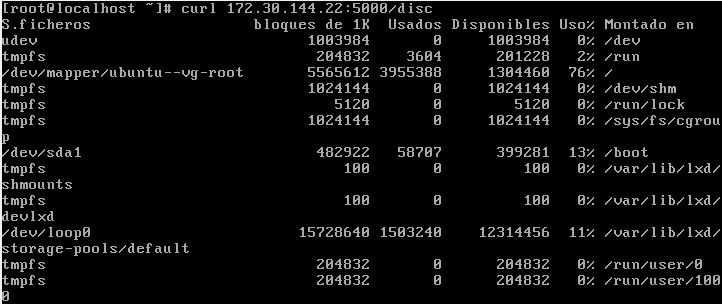 [root@localhost ~]# curl 172.30.144.22:5000/disc
S.ficheros                     bloques de 1K  Usados Disponibles Uso% Montado en
udev                                 1003984       0     1003984   0% /dev
tmpfs                                 204832    3604      201228   2% /run
/dev/mapper/ubuntu--vg-root          5565612 3955388     1304460  76% /
tmpfs                                1024144       0     1024144   0% /dev/shm
tmpfs                                   5120       0        5120   0% /run/lock
tmpfs                                1024144       0     1024144   0% /sys/fs/cgrou
p
/dev/sda1                             482922   58707      399281  13% /boot
tmpfs                                    100       0         100   0% /var/lib/lxd/
shmounts
tmpfs                                    100       0         100   0% /var/lib/lxd/
devlxd
/dev/loop0                          15728640 1503240    12314456  11% /var/lib/lxd/
storage-pools/default
tmpfs                                 204832       0      204832   0% /run/user/0
tmpfs                                 204832       0      204832   0% /run/user/100
0